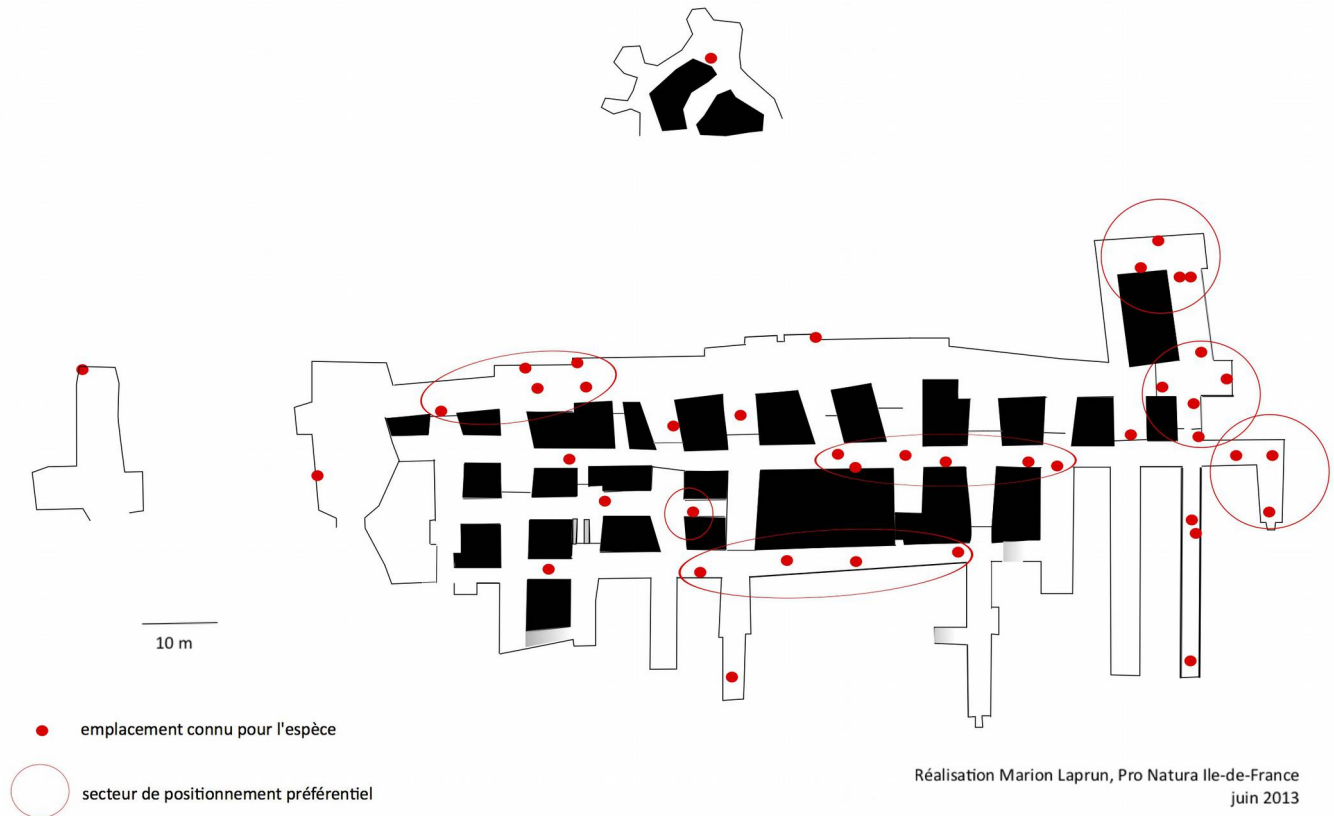 10 m
emplacement connu pour l'espèce
secteur de positionnement préférentiel
Réalisation Marion Laprun, Pro Natura Ile-de-France
juin 2013